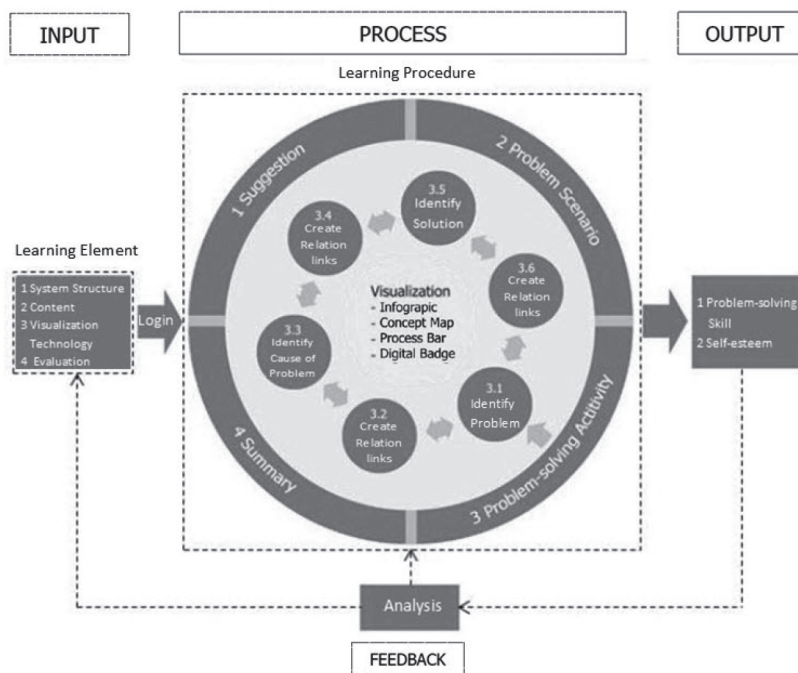 INPUT
PROCESS
OUTPUT
Learning Procedure
1 Suggestion
2 Problem Scenario
3.5
Identify
Solution
3.4
Create
Relation
links
3.6
Create
Relation
links
Learning Element
1 System Structure
2 Content
3 Visualization
Technology
4 Evaluation
Login
Visualization
- Infograpic
- Concept Map
- Process Bar
- Digital Badge
1 Problem-solving
Skill
2 Self-esteem
3.3
Identify
Cause of
Problem
3.1
Identify
Problem
3.2
Create
Relation
links
4 Summary
3 Problem-solving Actitivity
Analysis
FEEDBACK